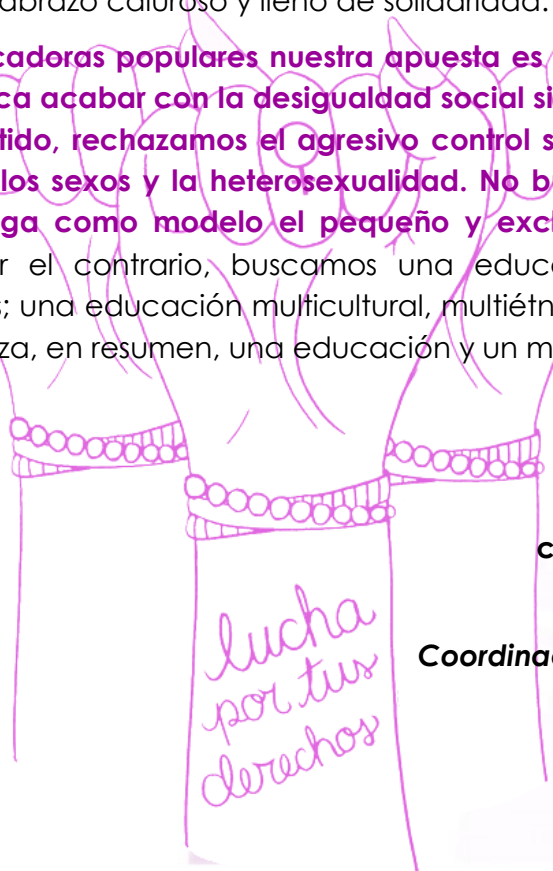 abrazo caluroso y lleno de solidaridad.
cadoras populares nuestra apuesta es
ca acabar con la desigualdad social si
tido, rechazamos el agresivo control s
los sexos y la heterosexualidad. No b
ga como modelo el pequeño y excl
r el contrario, buscamos una educ
s; una educación multicultural, multiétn
za, en resumen, una educación y un m
c
Coordina
lucha
por tus
derechos